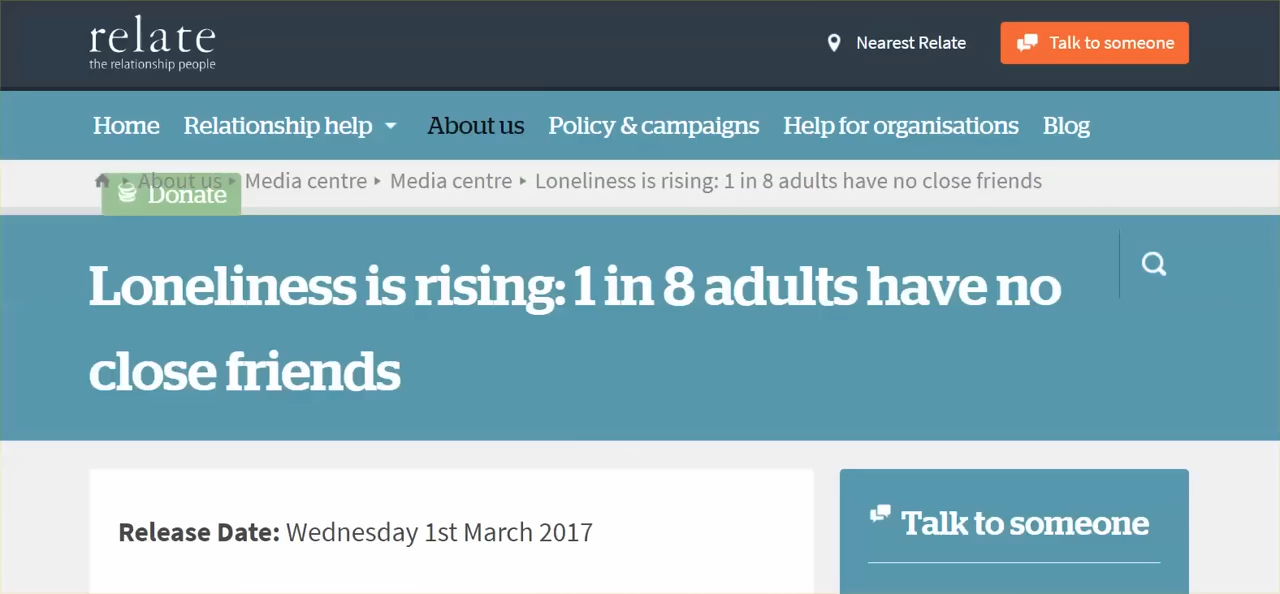 relate
the relationship people
Nearest Relate
Talk to someone
Home Relationship help About us Policy & campaigns Help for organisations Blog
About us Media centre Media centre Loneliness is rising: 1 in 8 adults have no close friends
Donate
Loneliness is rising: 1 in 8 adults have no
close friends
Release Date: Wednesday 1st March 2017
Talk to someone